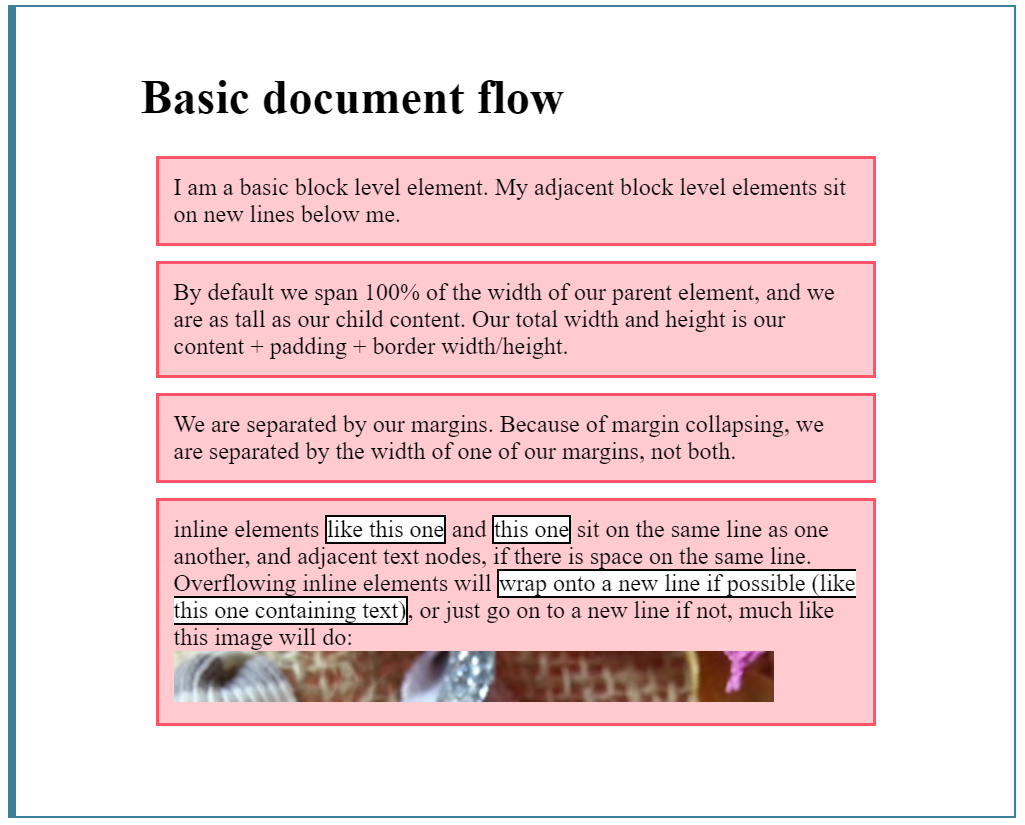 Basic document flow
I am a basic block level element. My adjacent block level elements sit
on new lines below me.
By default we span 100% of the width of our parent element, and we
are as tall as our child content. Our total width and height is our
content + padding + border width/height.
We are separated by our margins. Because of margin collapsing, we
are separated by the width of one of our margins, not both.
inline elements like this one and this one sit on the same line as one
another, and adjacent text nodes, if there is space on the same line.
Overflowing inline elements will wrap onto a new line if possible (like
this one containing text), or just go on to a new line if not, much like
this image will do: